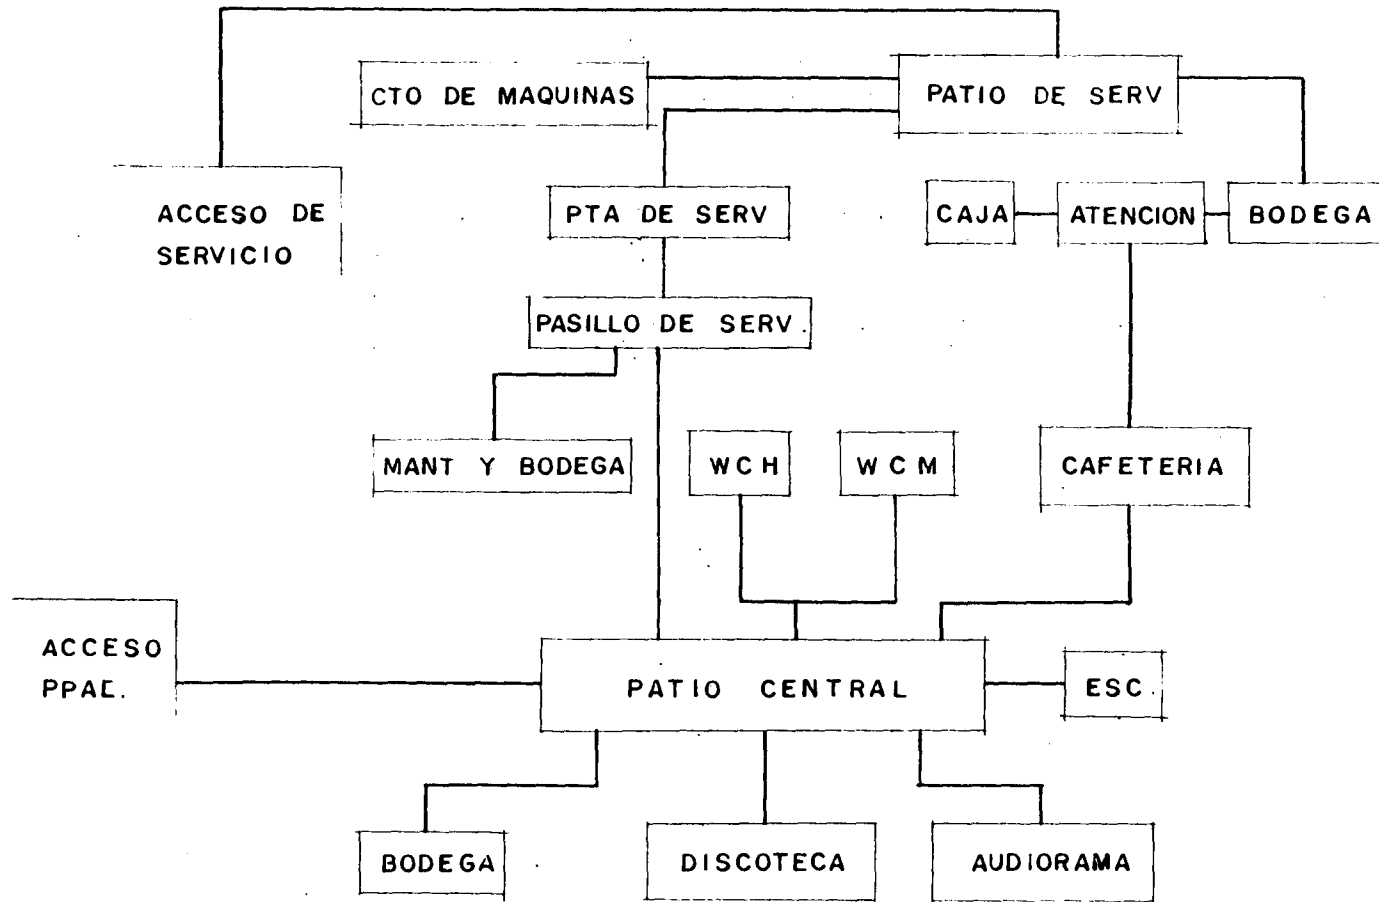 CTO DE MAQUINAS
PATIO DE SERV
ACCESO DE
SERVICIO
PTA DE SERV
CAJA
ATENCION
BODEGA
PASILLO DE SERV.
MANT Y BODEGA
WCH
WCM
CAFETERIA
ACCESO
PPAL.
PATIO CENTRAL
ESC.
BODEGA
DISCOTECA
AUDIORAMA